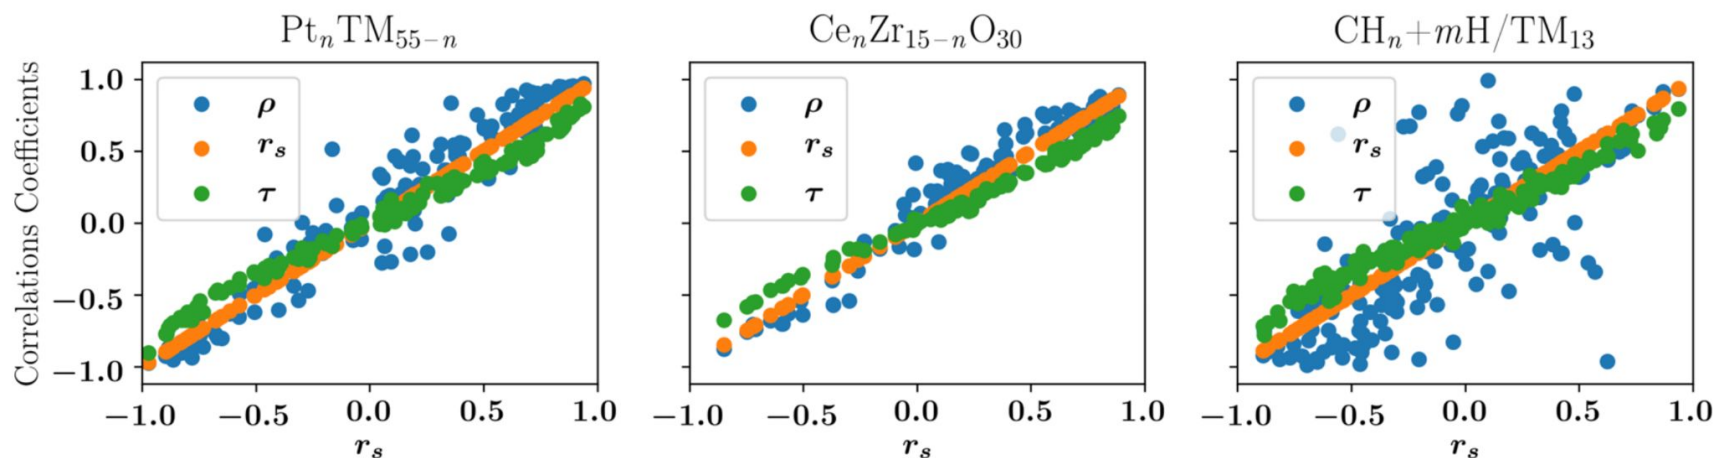 PtₙTM₅₅₋ₙ
CeₙZr₁₅₋ₙO₃₀
CHₙ+mH/TM₁₃
Correlations Coefficients
1.0
0.5
0.0
−0.5
−1.0
ρ
rₛ
τ
ρ
rₛ
τ
ρ
rₛ
τ
−1.0 −0.5 0.0 0.5 1.0
−1.0 −0.5 0.0 0.5 1.0
−1.0 −0.5 0.0 0.5 1.0
rₛ
rₛ
rₛ